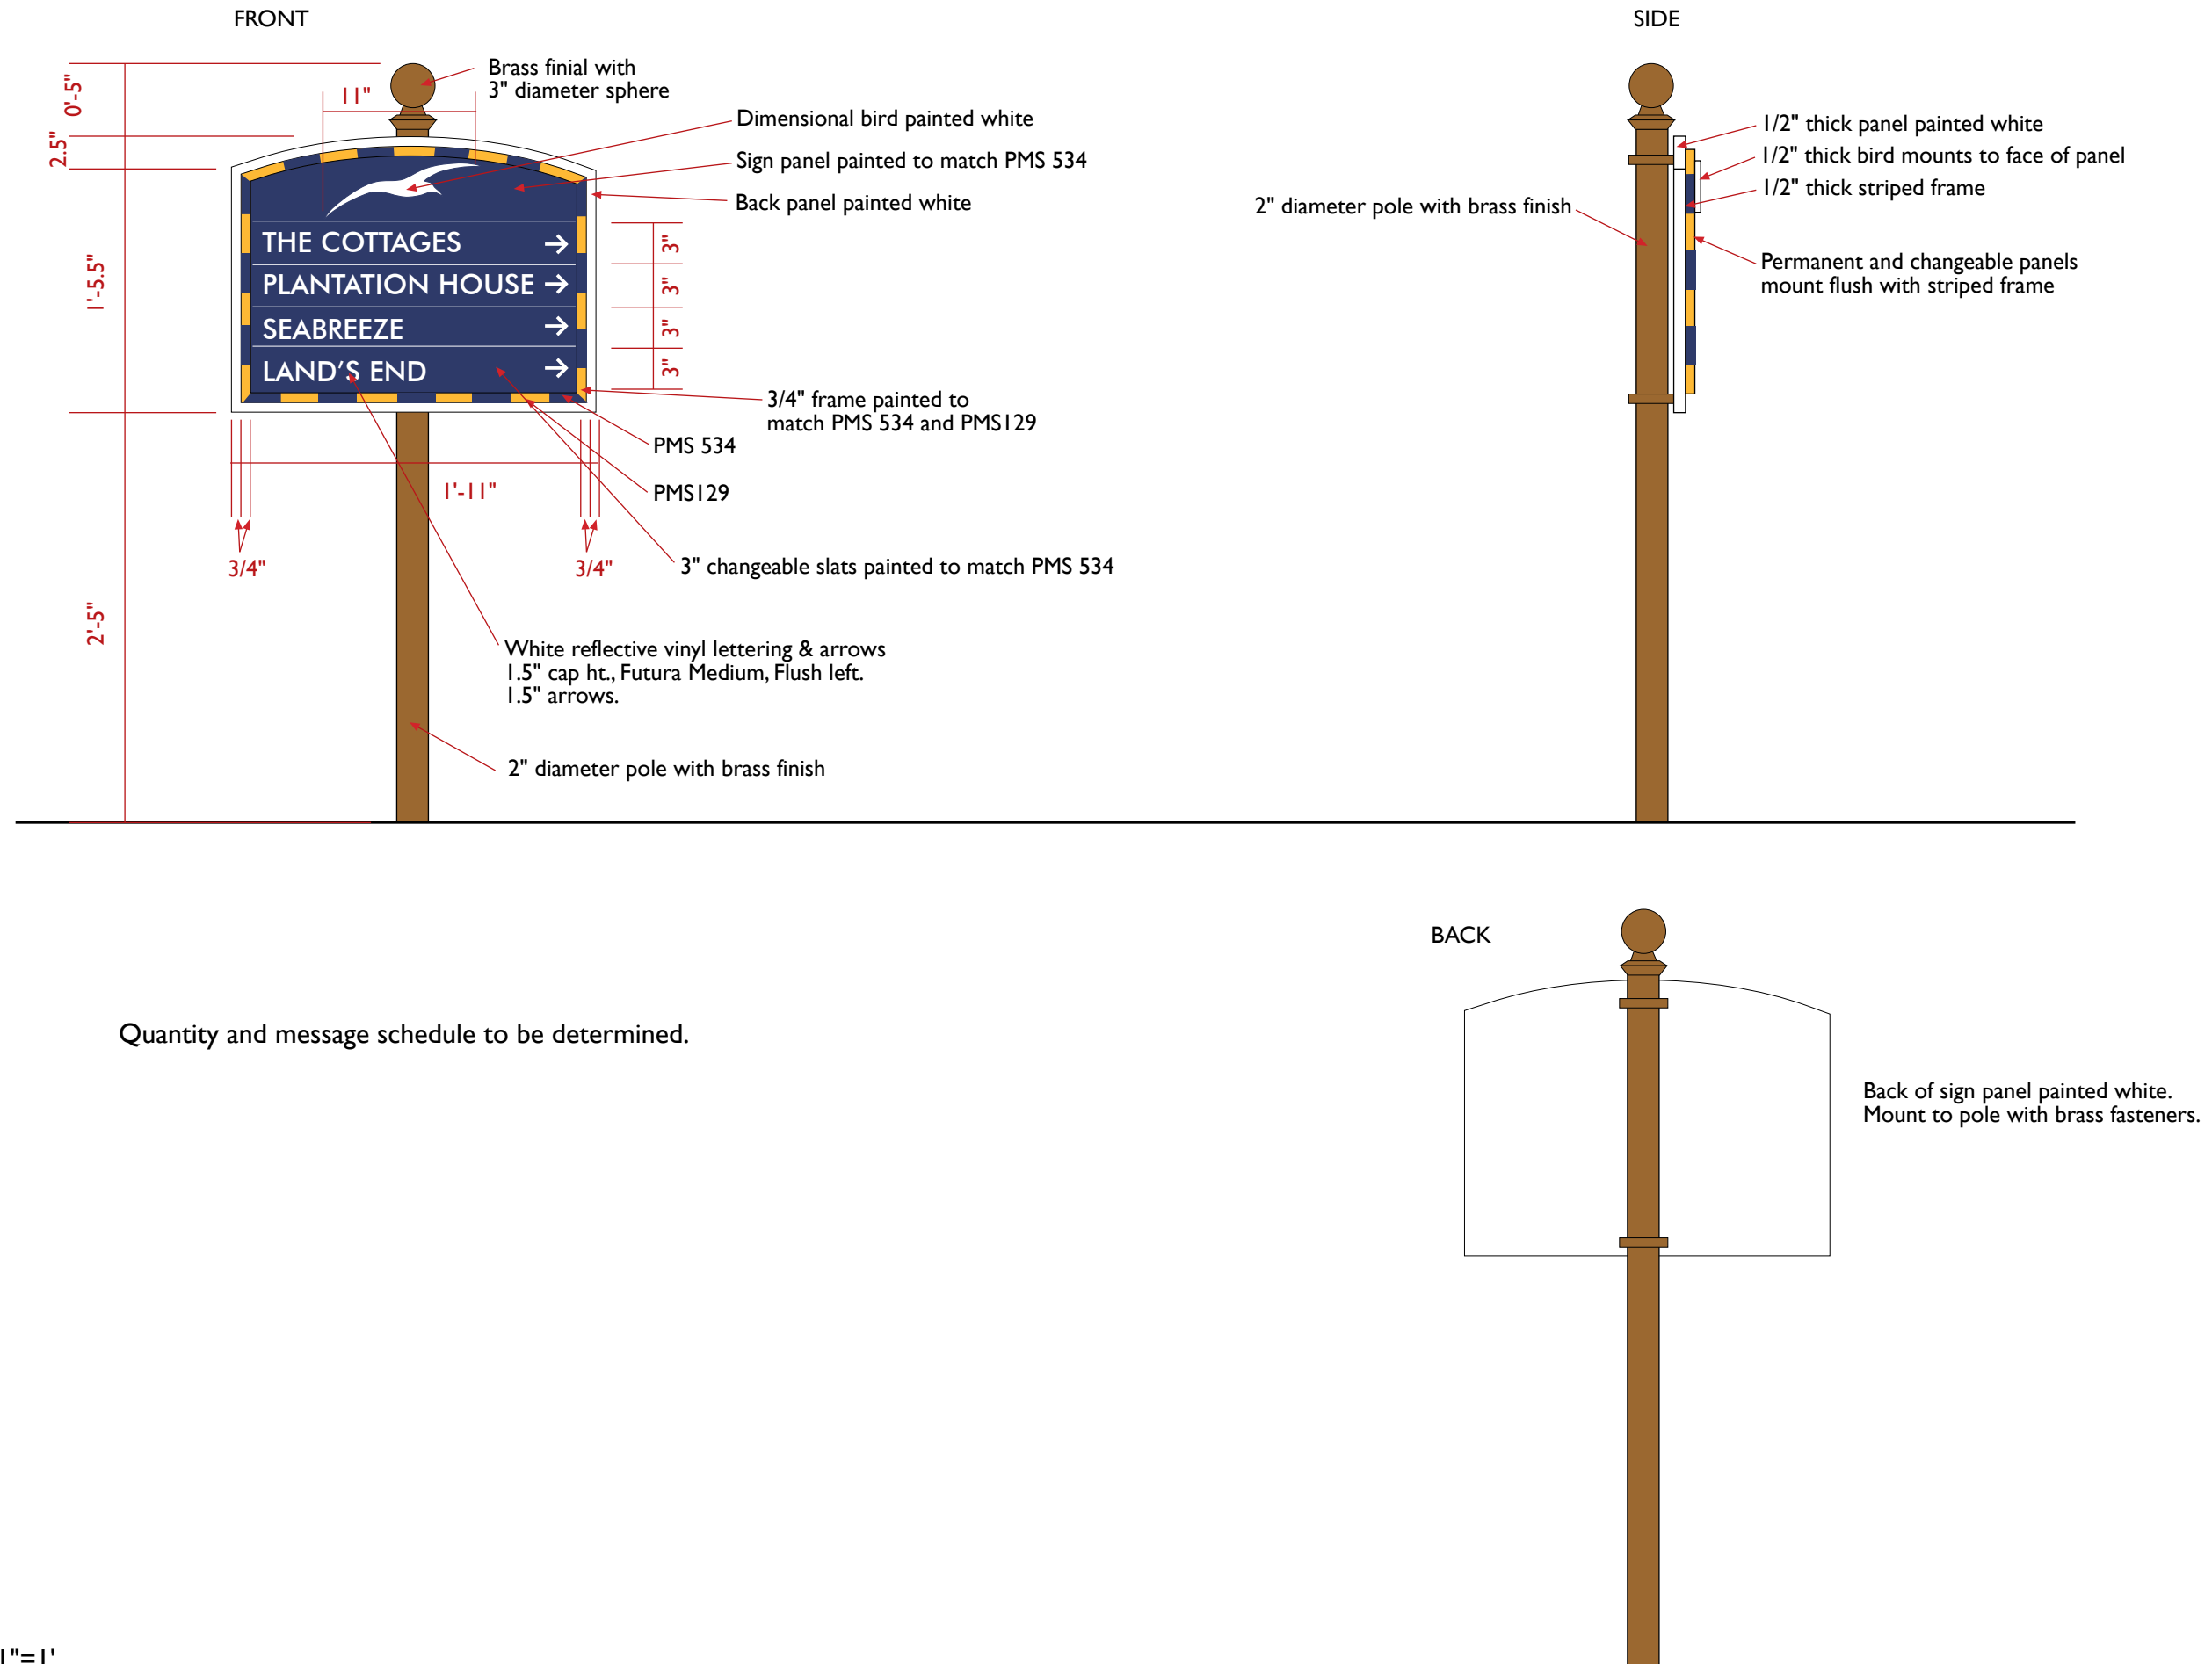 FRONT
SIDE
0'-5"
2.5"
1'-5.5"
2'-5"
11"
Brass finial with
3" diameter sphere
Dimensional bird painted white
Sign panel painted to match PMS 534
Back panel painted white
THE COTTAGES →
PLANTATION HOUSE →
SEABREEZE →
LAND'S END →
3"
3"
3"
3"
3/4" frame painted to
match PMS 534 and PMS129
PMS 534
PMS129
1'-11"
3/4"
3/4"
3" changeable slats painted to match PMS 534
White reflective vinyl lettering & arrows
1.5" cap ht., Futura Medium, Flush left.
1.5" arrows.
2" diameter pole with brass finish
1/2" thick panel painted white
1/2" thick bird mounts to face of panel
1/2" thick striped frame
2" diameter pole with brass finish
Permanent and changeable panels
mount flush with striped frame
BACK
Quantity and message schedule to be determined.
Back of sign panel painted white.
Mount to pole with brass fasteners.
1"=1'